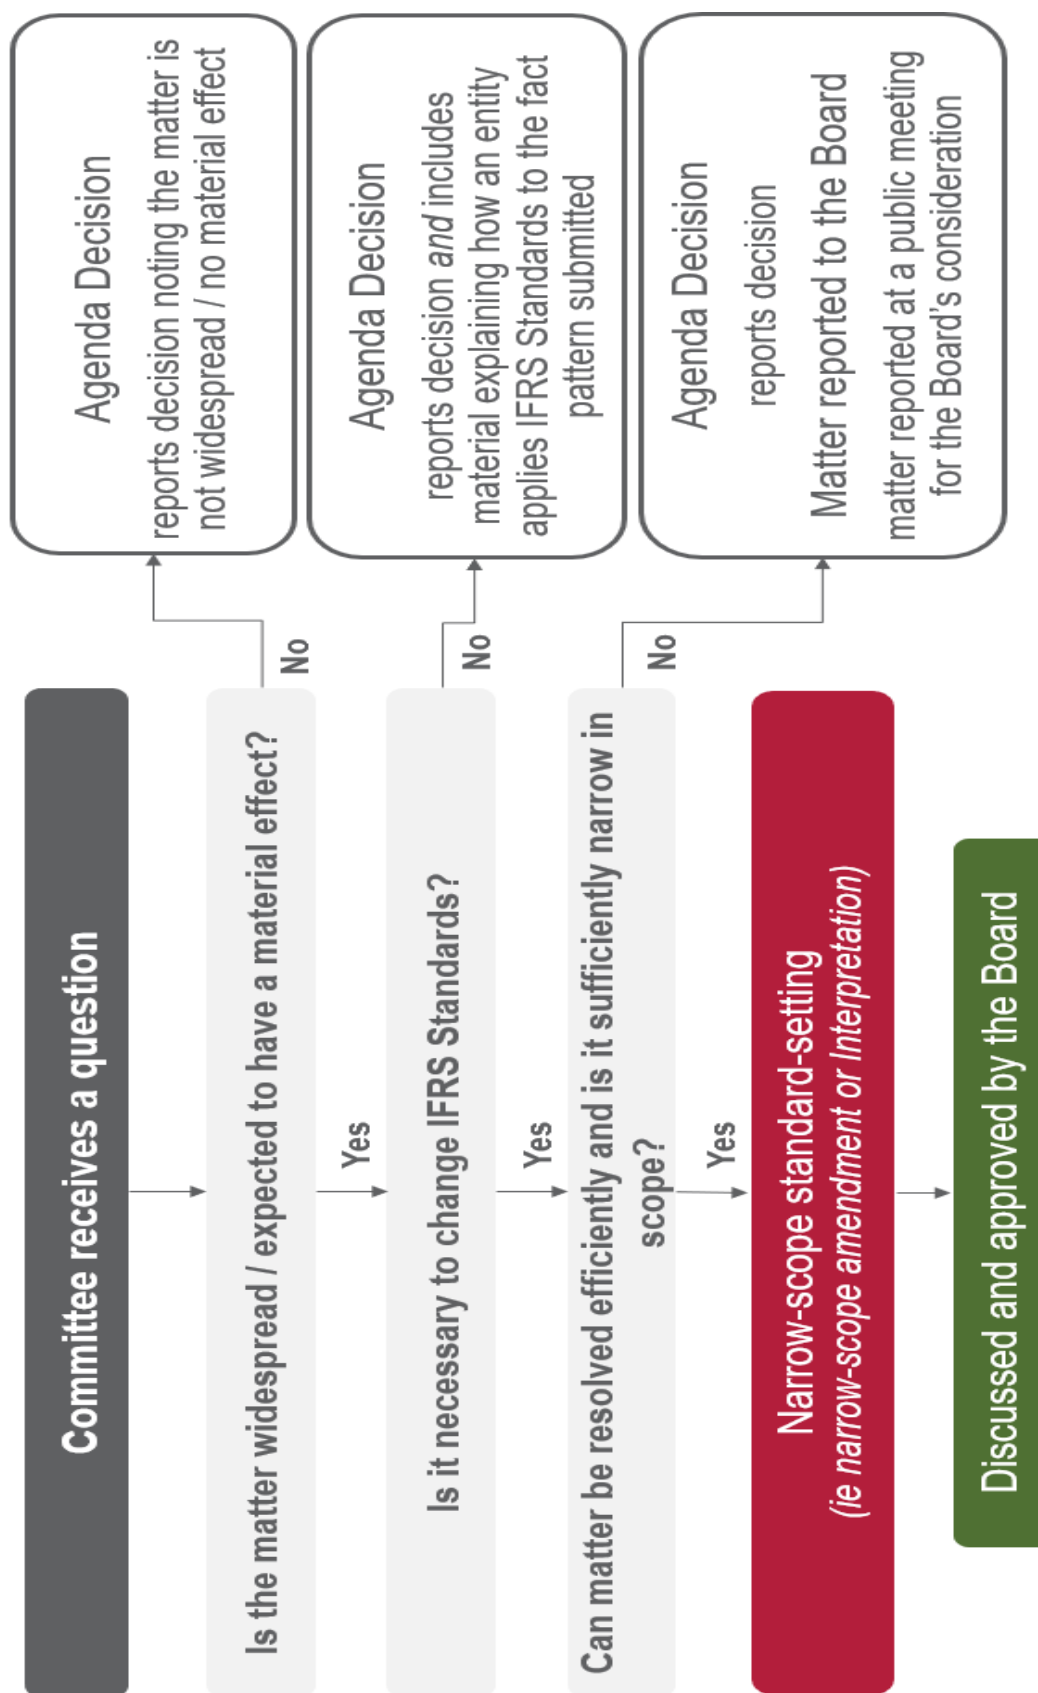 Committee receives a question
Is the matter widespread / expected to have a material effect?
No
Agenda Decision
reports decision noting the matter is
not widespread / no material effect
Yes
Is it necessary to change IFRS Standards?
No
Agenda Decision
reports decision and includes
material explaining how an entity
applies IFRS Standards to the fact
pattern submitted
Yes
Can matter be resolved efficiently and is it sufficiently narrow in
scope?
No
Agenda Decision
reports decision
Matter reported to the Board
matter reported at a public meeting
for the Board's consideration
Yes
Narrow-scope standard-setting
(ie narrow-scope amendment or Interpretation)
Discussed and approved by the Board